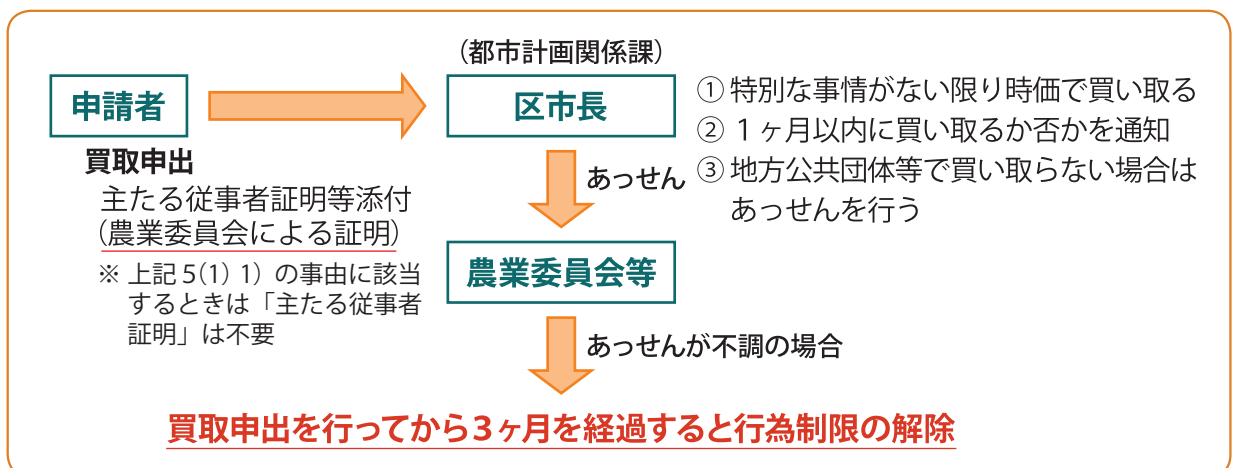 (都市計画関係課)
申請者
区市長
買取申出
主たる従事者証明等添付
(農業委員会による証明)
※ 上記5(1) 1) の事由に該当
するときは「主たる従事者
証明」は不要
① 特別な事情がない限り時価で買い取る
② 1ヶ月以内に買い取るか否かを通知
③ 地方公共団体等で買い取らない場合は
あっせんを行う
あっせん
農業委員会等
あっせんが不調の場合
買取申出を行ってから3ヶ月を経過すると行為制限の解除